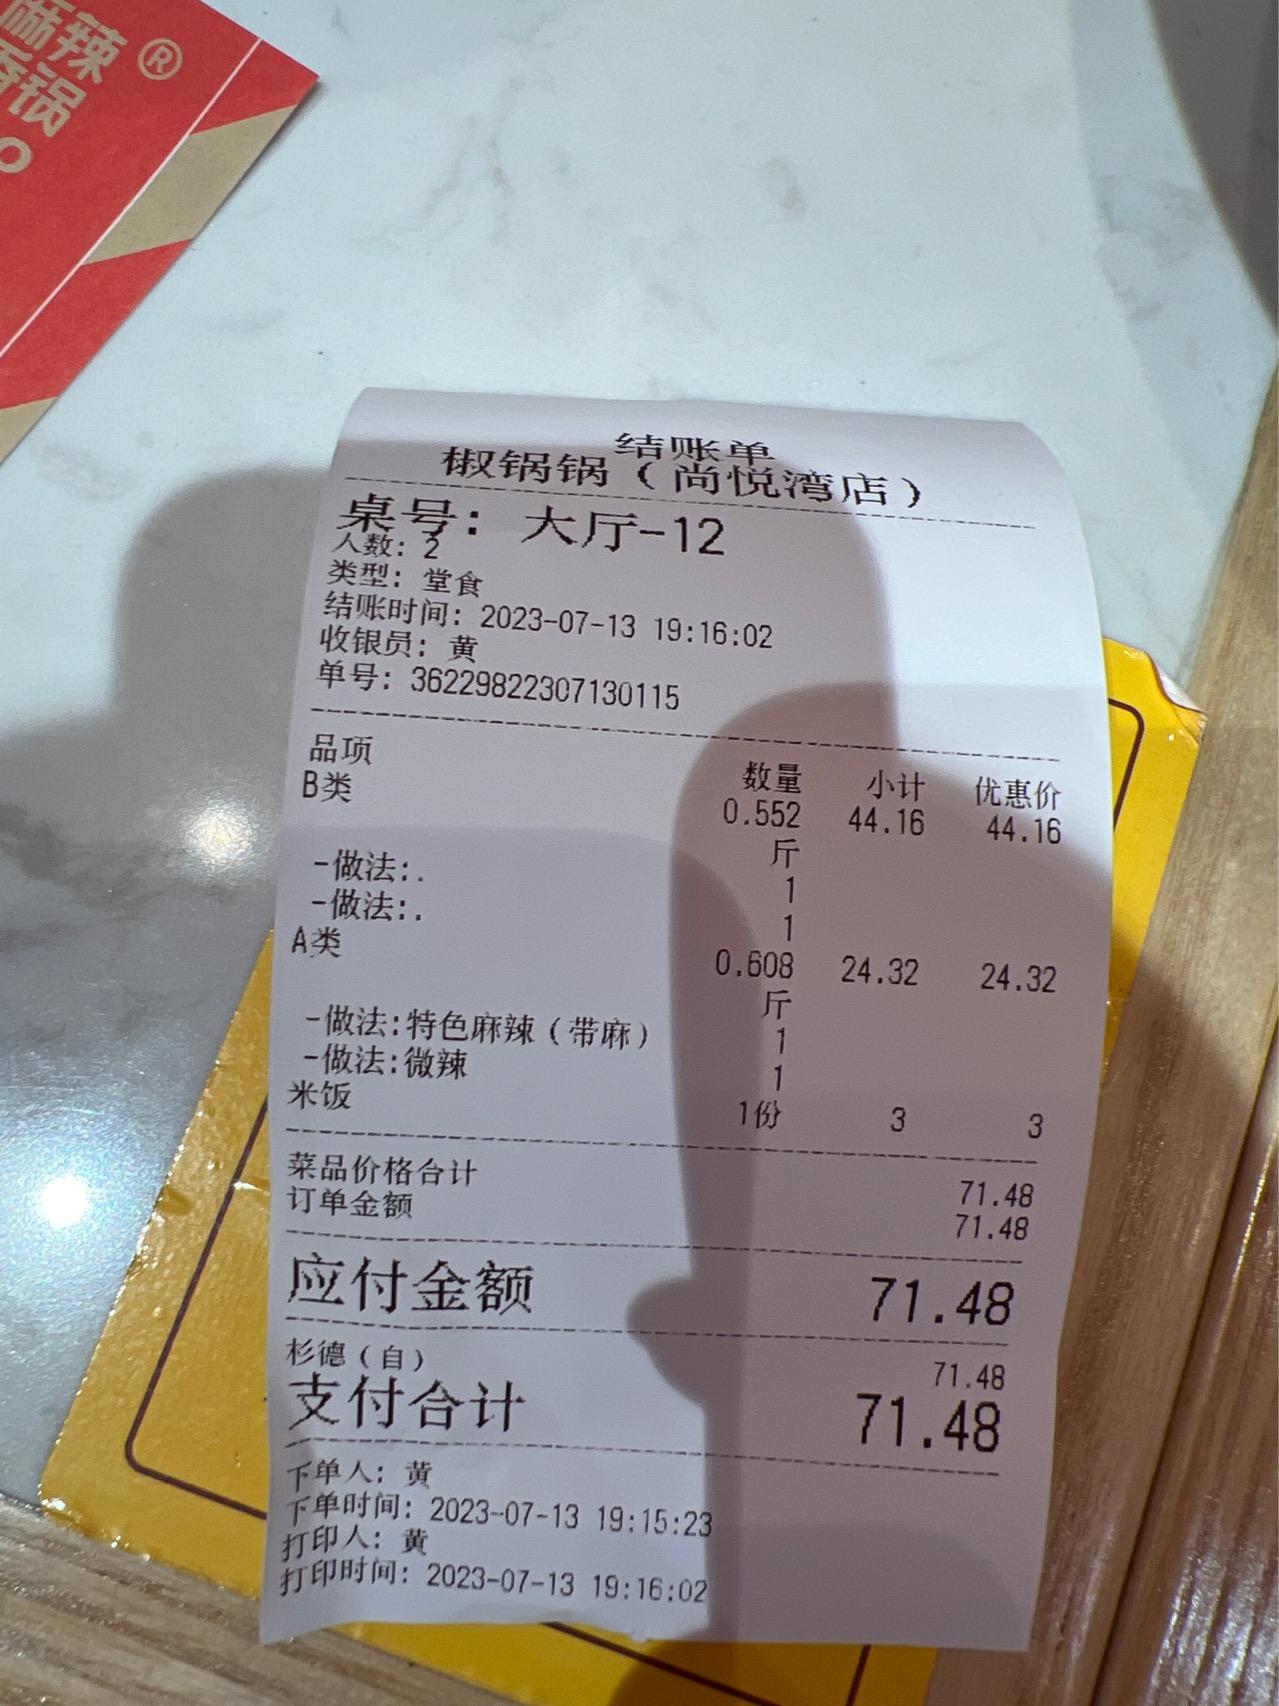 麻辣®
香锅
结账单
椒锅锅（尚悦湾店）
桌号: 大厅-12
人数: 2
类型: 堂食
结账时间: 2023-07-13 19:16:02
收银员: 黄
单号: 36229822307130115
品项 数量 小计 优惠价
B类 0.552 44.16 44.16
斤
-做法:. 1
-做法:. 1
A类 0.608 24.32 24.32
斤
-做法:特色麻辣（带麻） 1
-做法:微辣 1
米饭 1份 3 3
菜品价格合计 71.48
订单金额 71.48
应付金额 71.48
杉德（自） 71.48
支付合计 71.48
下单人: 黄
下单时间: 2023-07-13 19:15:23
打印人: 黄
打印时间: 2023-07-13 19:16:02